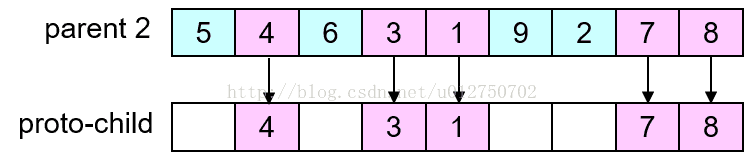 parent 2 5 4 6 3 1 9 2 7 8
http://blog.csdn.net/u012750702
proto-child 4 3 1 7 8